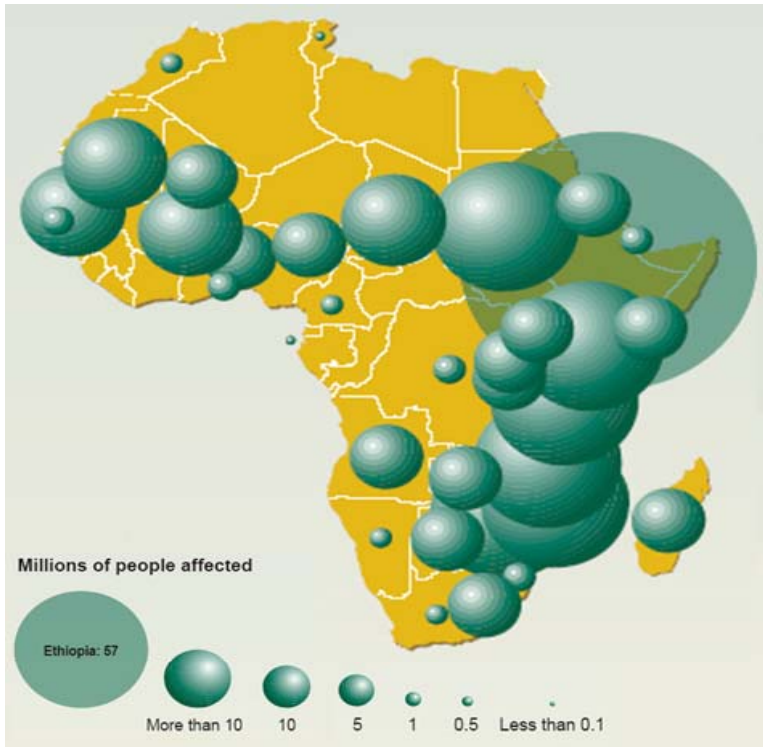 Millions of people affected
Ethiopia: 57
More than 10 10 5 1 0.5 Less than 0.1